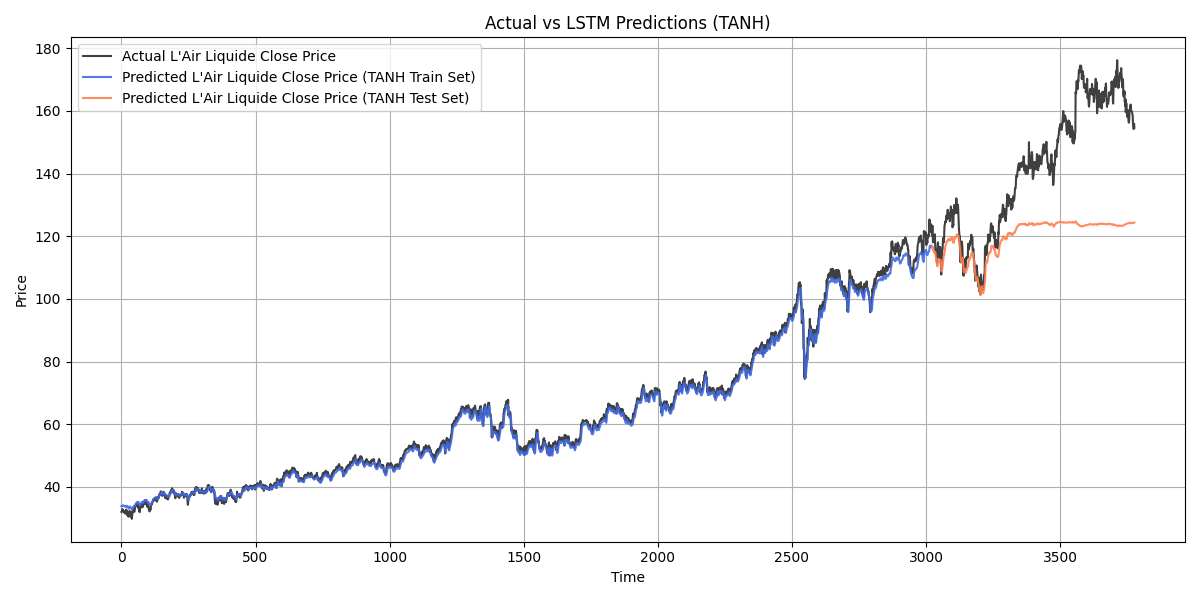 Actual vs LSTM Predictions (TANH)
Actual L'Air Liquide Close Price
Predicted L'Air Liquide Close Price (TANH Train Set)
Predicted L'Air Liquide Close Price (TANH Test Set)
Price
180
160
140
120
100
80
60
40
0 500 1000 1500 2000 2500 3000 3500
Time